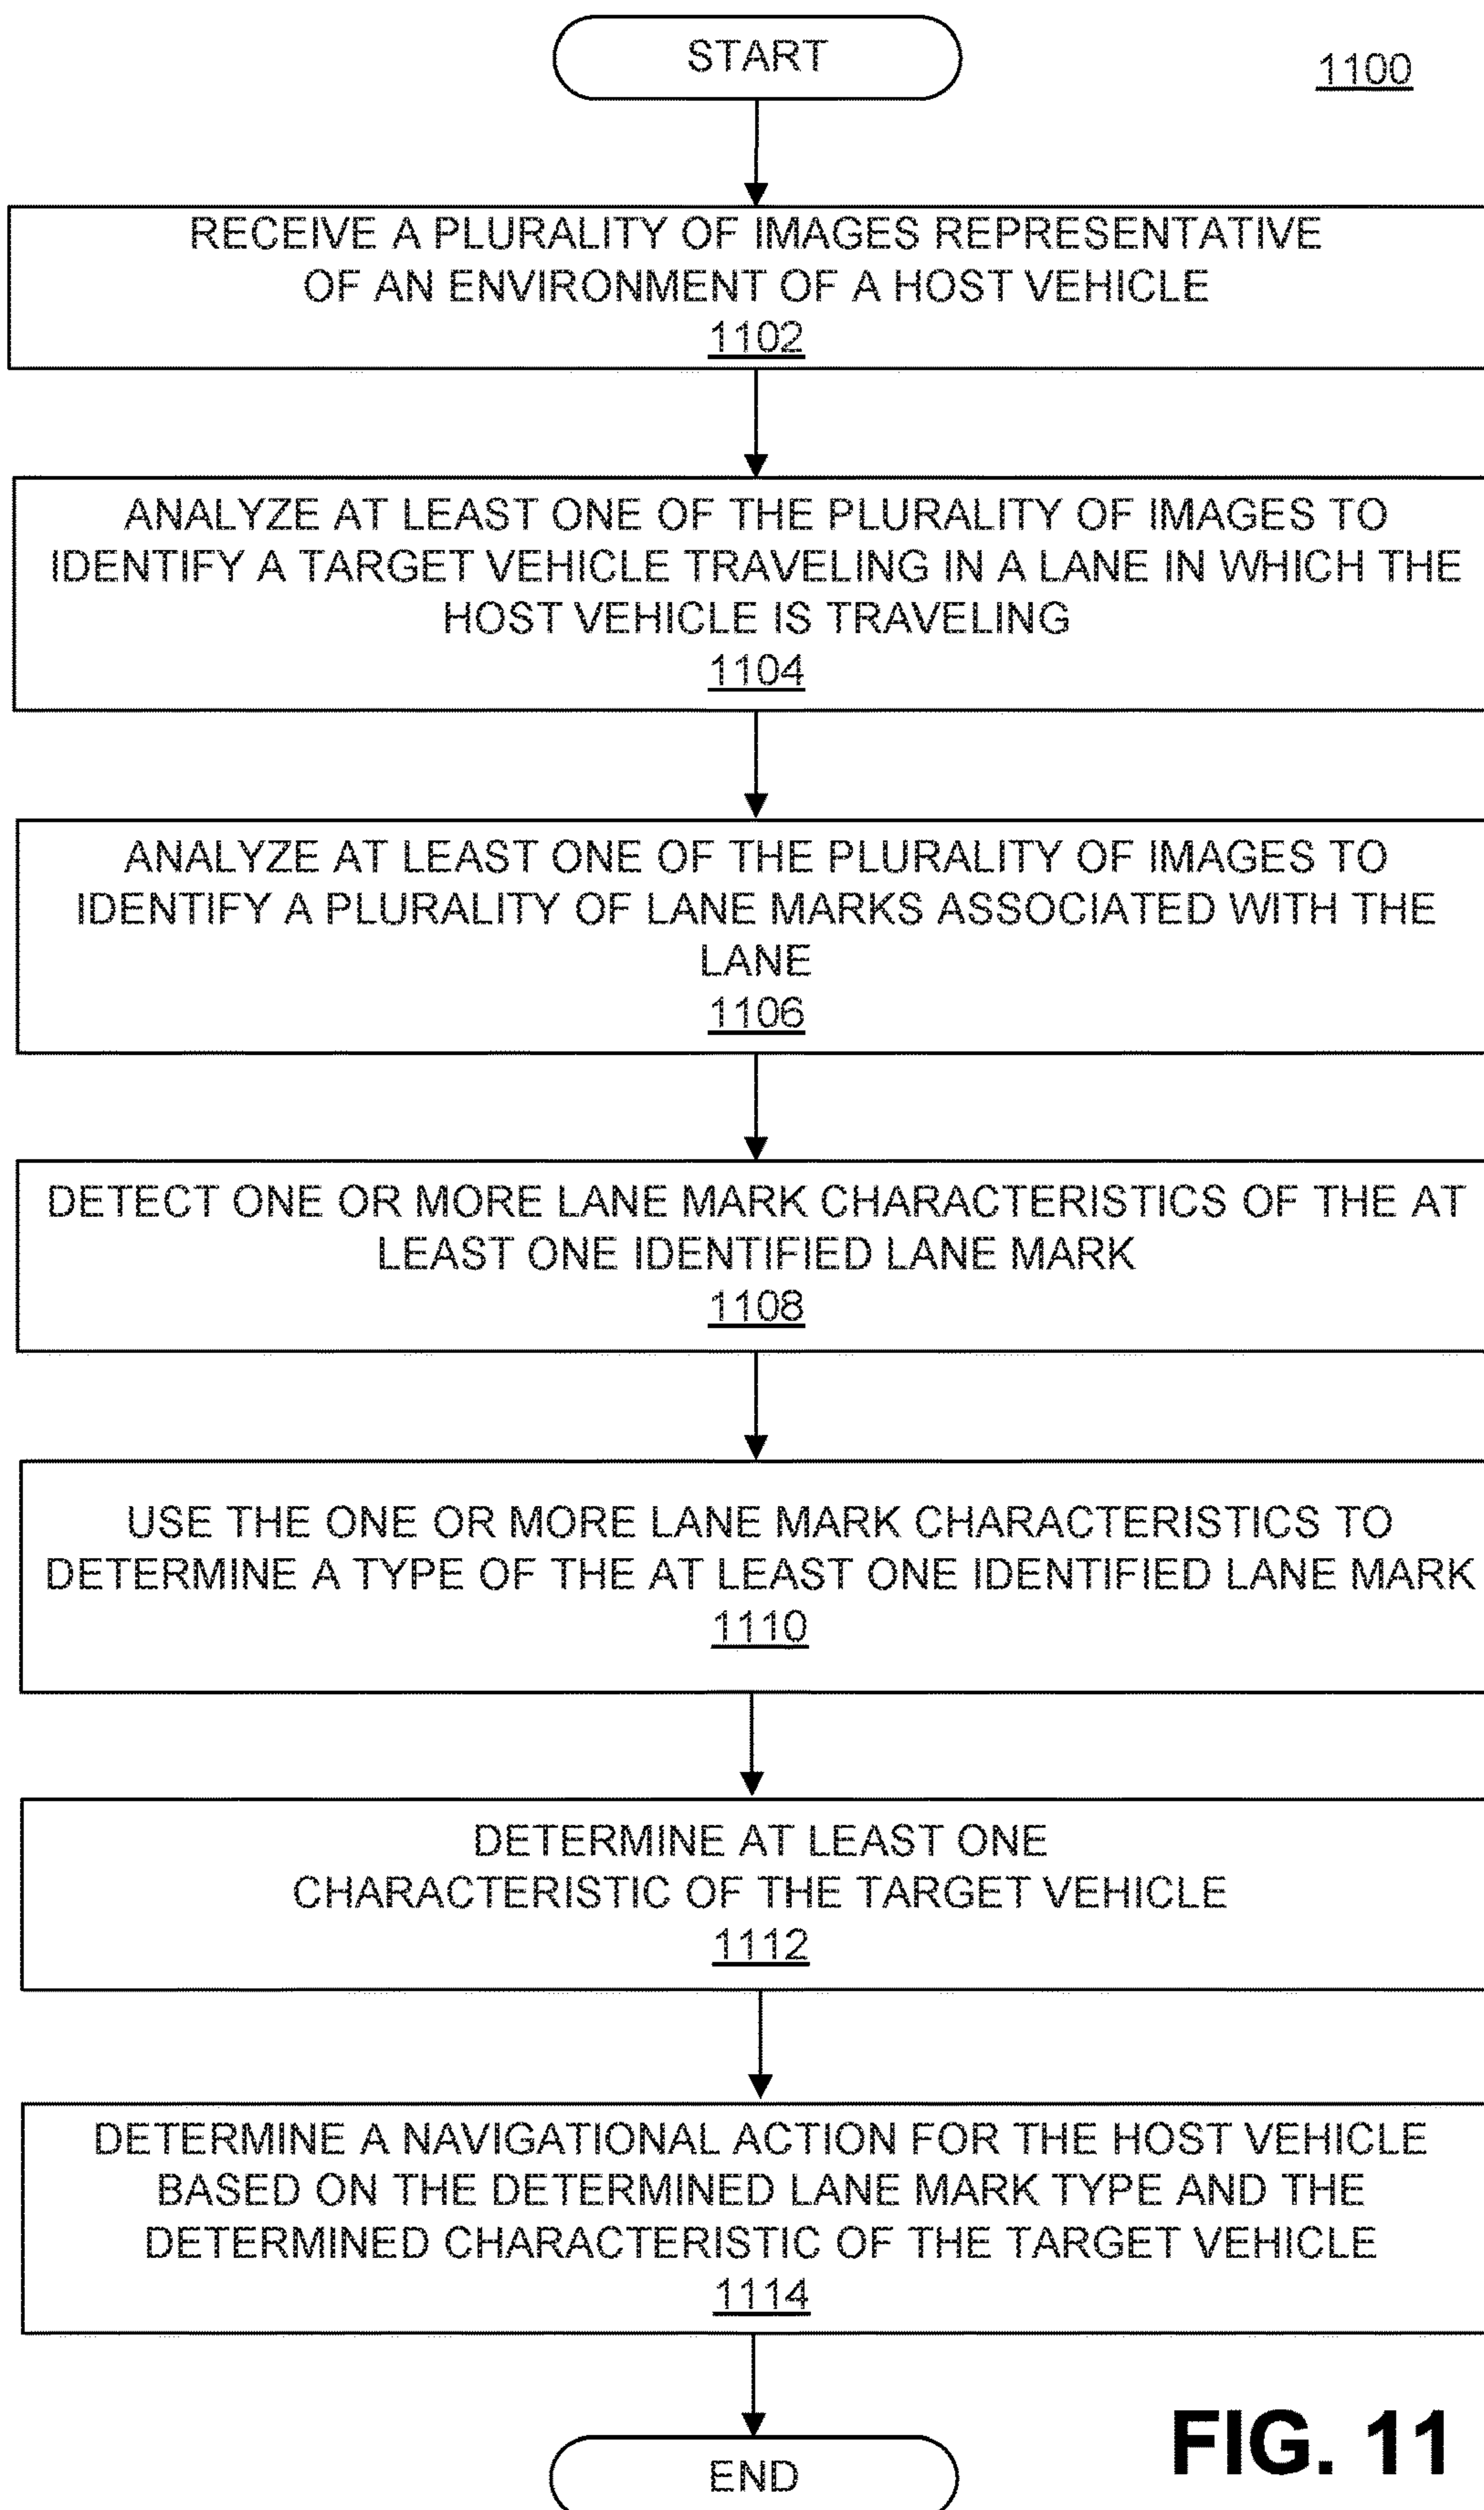 START
1100
RECEIVE A PLURALITY OF IMAGES REPRESENTATIVE
OF AN ENVIRONMENT OF A HOST VEHICLE
1102
ANALYZE AT LEAST ONE OF THE PLURALITY OF IMAGES TO
IDENTIFY A TARGET VEHICLE TRAVELING IN A LANE IN WHICH THE
HOST VEHICLE IS TRAVELING
1104
ANALYZE AT LEAST ONE OF THE PLURALITY OF IMAGES TO
IDENTIFY A PLURALITY OF LANE MARKS ASSOCIATED WITH THE
LANE
1106
DETECT ONE OR MORE LANE MARK CHARACTERISTICS OF THE AT
LEAST ONE IDENTIFIED LANE MARK
1108
USE THE ONE OR MORE LANE MARK CHARACTERISTICS TO
DETERMINE A TYPE OF THE AT LEAST ONE IDENTIFIED LANE MARK
1110
DETERMINE AT LEAST ONE
CHARACTERISTIC OF THE TARGET VEHICLE
1112
DETERMINE A NAVIGATIONAL ACTION FOR THE HOST VEHICLE
BASED ON THE DETERMINED LANE MARK TYPE AND THE
DETERMINED CHARACTERISTIC OF THE TARGET VEHICLE
1114
END
FIG. 11